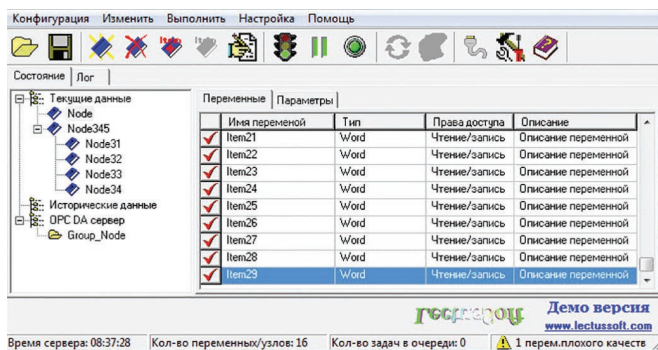 Конфигурация Изменить Выполнить Настройка Помощь
Состояние Лог
Текущие данные
Node
Node345
Node31
Node32
Node33
Node34
Исторические данные
OPC DA сервер
Group_Node
Переменные Параметры
Имя переменой Тип Права доступа Описание
Item21 Word Чтение/запись Описание переменной
Item22 Word Чтение/запись Описание переменной
Item23 Word Чтение/запись Описание переменной
Item24 Word Чтение/запись Описание переменной
Item25 Word Чтение/запись Описание переменной
Item26 Word Чтение/запись Описание переменной
Item27 Word Чтение/запись Описание переменной
Item28 Word Чтение/запись Описание переменной
Item29 Word Чтение/запись Описание переменной
Демо версия
www.lectussoft.com
Время сервера: 08:37:28 Кол-во переменных/узлов: 16 Кол-во задач в очереди: 0 1 перем.плохого качеств